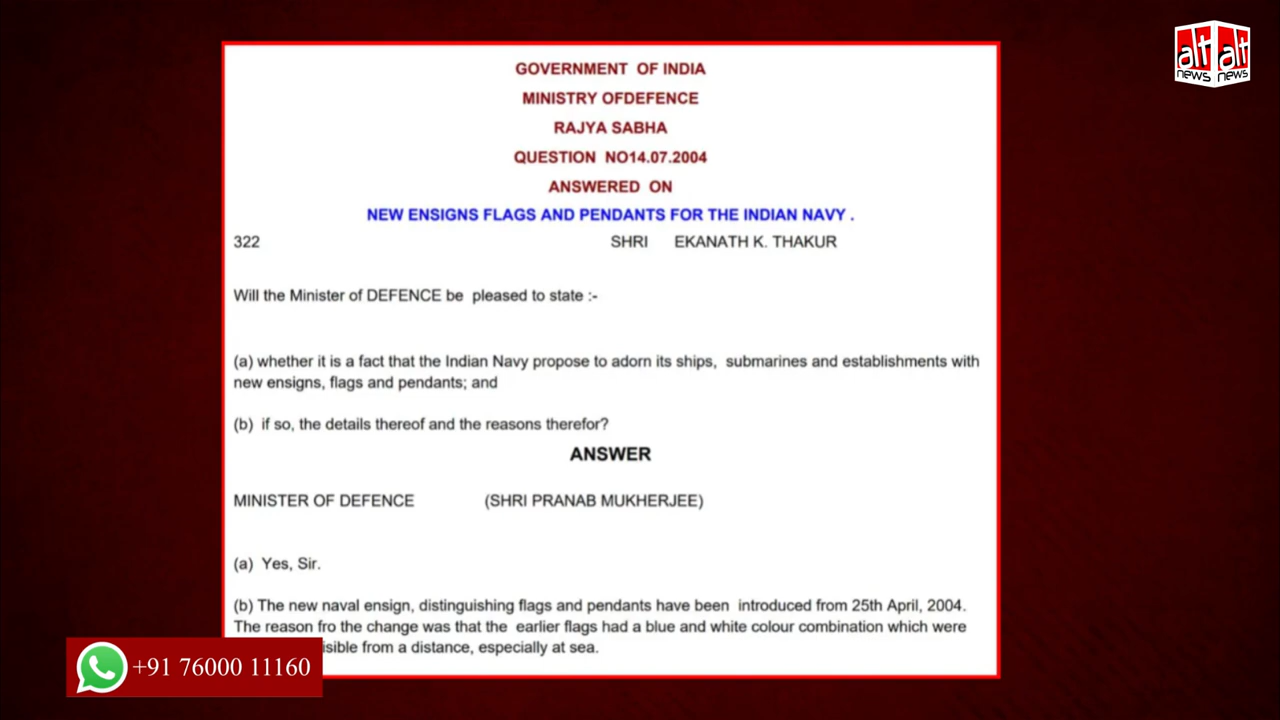 alt alt
news news
GOVERNMENT OF INDIA
MINISTRY OFDEFENCE
RAJYA SABHA
QUESTION NO14.07.2004
ANSWERED ON
NEW ENSIGNS FLAGS AND PENDANTS FOR THE INDIAN NAVY .
322 SHRI EKANATH K. THAKUR
Will the Minister of DEFENCE be pleased to state :-
(a) whether it is a fact that the Indian Navy propose to adorn its ships, submarines and establishments with
new ensigns, flags and pendants; and
(b) if so, the details thereof and the reasons therefor?
ANSWER
MINISTER OF DEFENCE (SHRI PRANAB MUKHERJEE)
(a) Yes, Sir.
(b) The new naval ensign, distinguishing flags and pendants have been introduced from 25th April, 2004.
The reason fro the change was that the earlier flags had a blue and white colour combination which were
from a distance, especially at sea.
+91 76000 11160